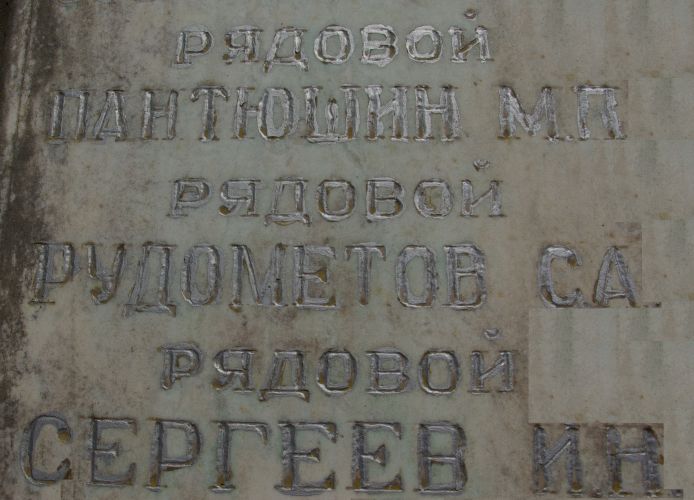 РЯДОВОЙ
ПАНТЮШИН М.П.
РЯДОВОЙ
РУДОМЕТОВ С.А.
РЯДОВОЙ
СЕРГЕЕВ И.Н.